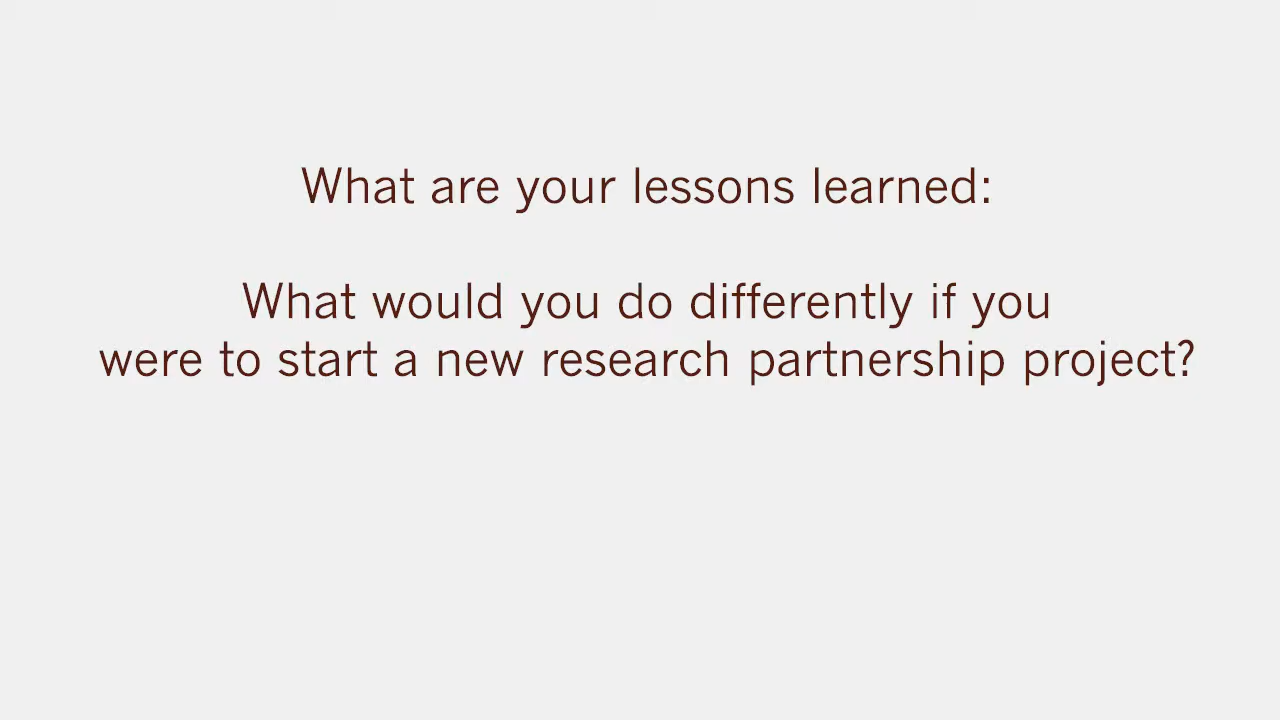 What are your lessons learned:
What would you do differently if you
were to start a new research partnership project?